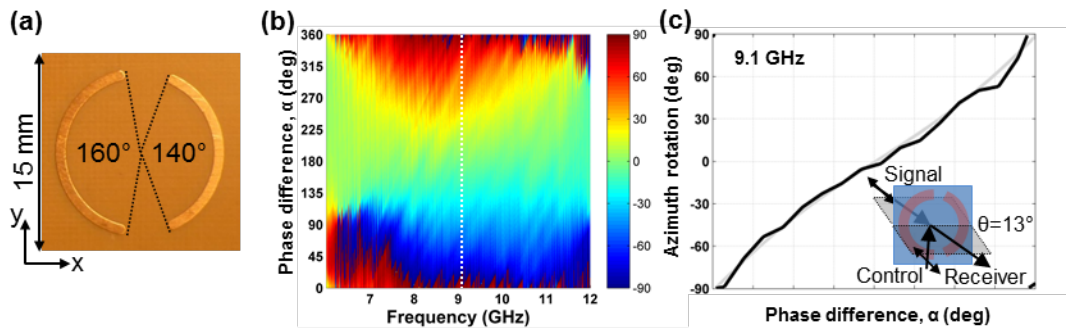 (a)
15 mm
160°
140°
y
x
(b)
Phase difference, α (deg)
360
315
270
225
180
135
90
45
0
7
8
9
10
11
12
Frequency (GHz)
90
60
30
0
-30
-60
-90
(c)
Azimuth rotation (deg)
90
60
30
0
-30
-60
-90
9.1 GHz
Signal
θ=13°
Control
Receiver
Phase difference, α (deg)